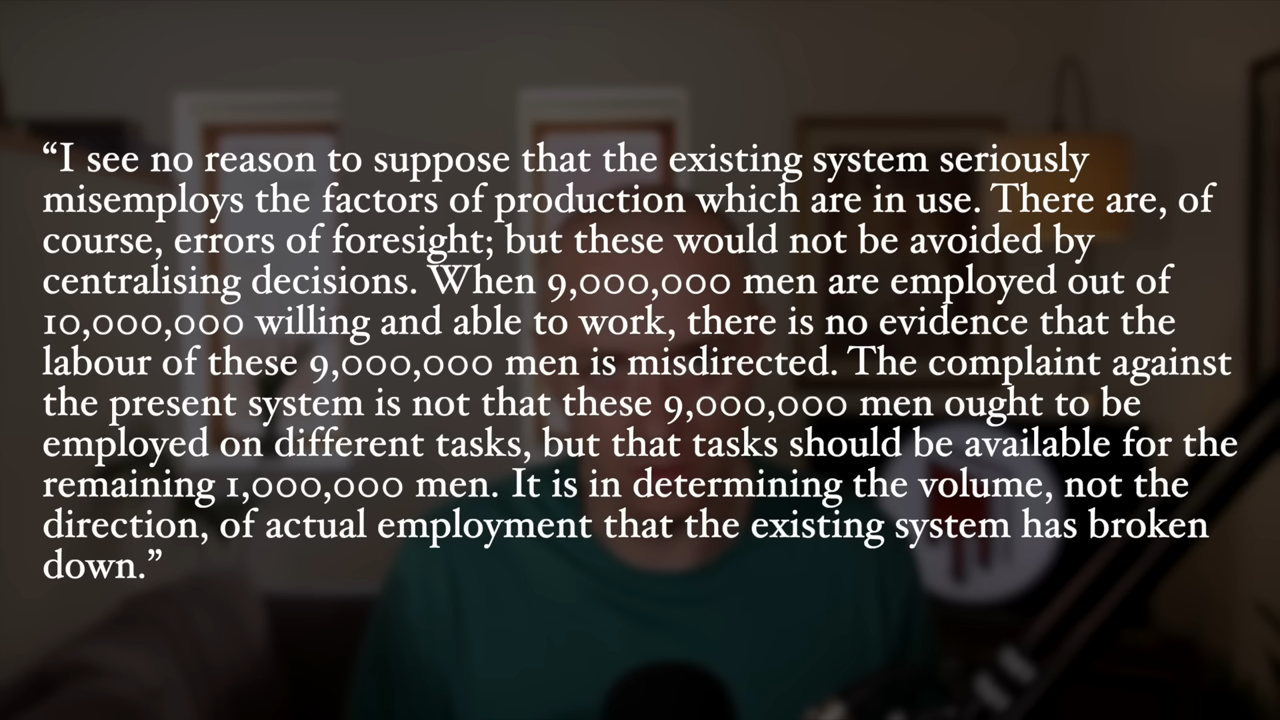 “I see no reason to suppose that the existing system seriously
misemploys the factors of production which are in use. There are, of
course, errors of foresight; but these would not be avoided by
centralising decisions. When 9,000,000 men are employed out of
10,000,000 willing and able to work, there is no evidence that the
labour of these 9,000,000 men is misdirected. The complaint against
the present system is not that these 9,000,000 men ought to be
employed on different tasks, but that tasks should be available for the
remaining 1,000,000 men. It is in determining the volume, not the
direction, of actual employment that the existing system has broken
down.”